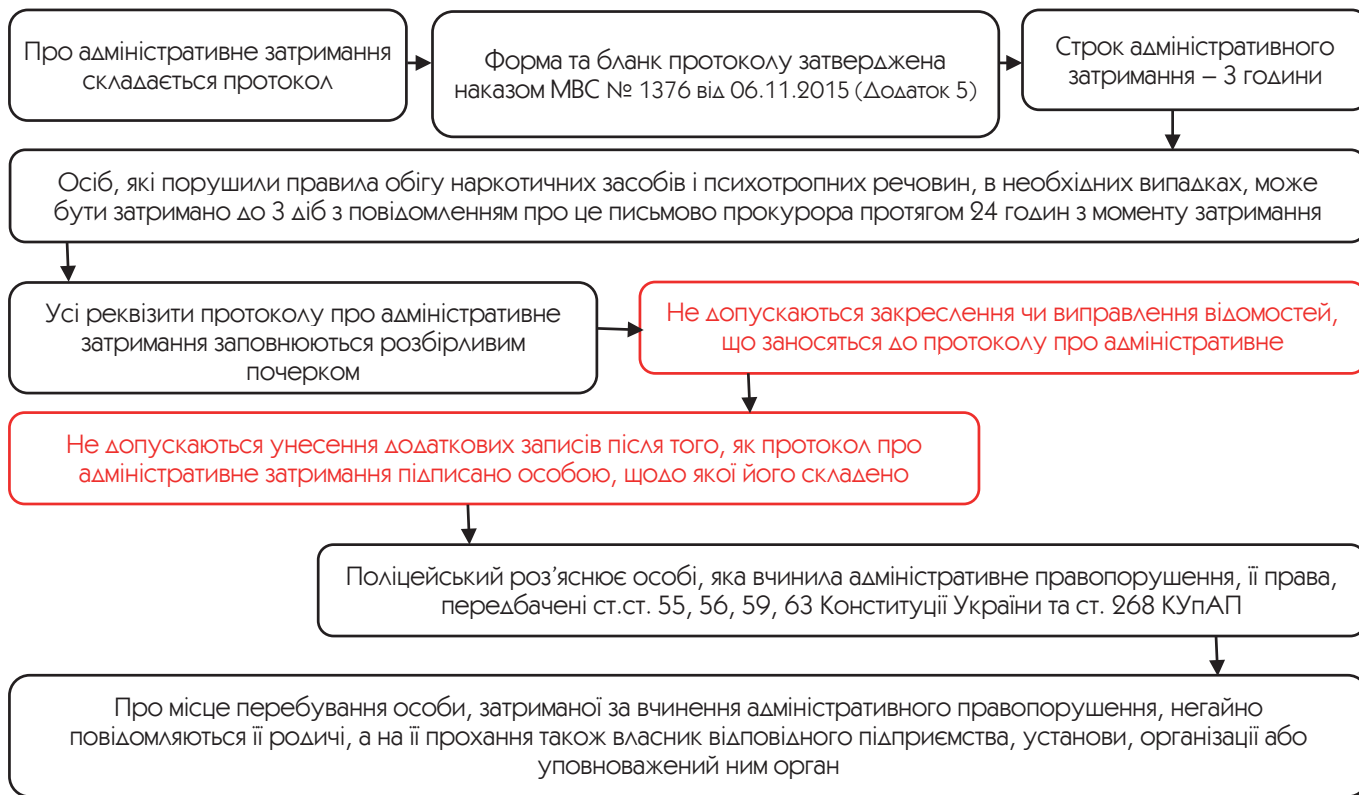 Про адміністративне затримання
складається протокол
Форма та бланк протоколу затверджена
наказом МВС № 1376 від 06.11.2015 (Додаток 5)
Строк адміністративного
затримання – 3 години
Осіб, які порушили правила обігу наркотичних засобів і психотропних речовин, в необхідних випадках, може
бути затримано до 3 діб з повідомленням про це письмово прокурора протягом 24 годин з моменту затримання
Усі реквізити протоколу про адміністративне
затримання заповнюються розбірливим
почерком
Не допускаються закреслення чи виправлення відомостей,
що заносяться до протоколу про адміністративне
Не допускаються унесення додаткових записів після того, як протокол про
адміністративне затримання підписано особою, щодо якої його складено
Поліцейський роз’яснює особі, яка вчинила адміністративне правопорушення, її права,
передбачені ст.ст. 55, 56, 59, 63 Конституції України та ст. 268 КУпАП
Про місце перебування особи, затриманої за вчинення адміністративного правопорушення, негайно
повідомляються її родичі, а на її прохання також власник відповідного підприємства, установи, організації або
уповноважений ним орган